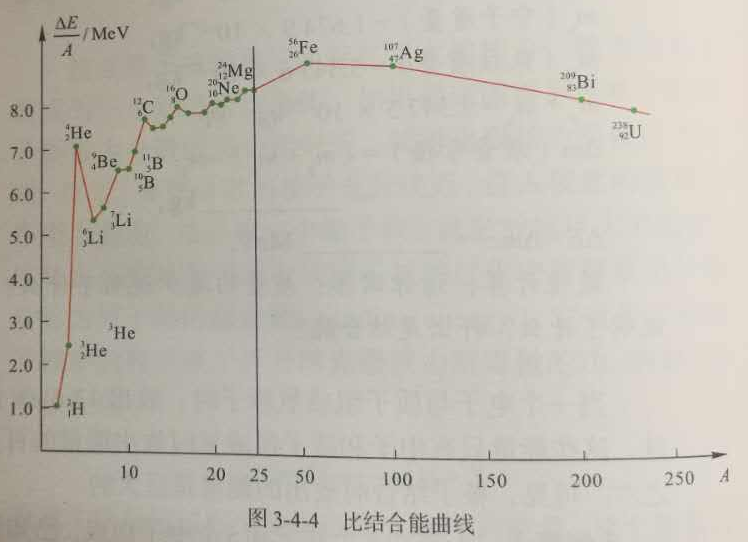 ΔE/A / MeV
⁵⁶₂₆Fe
¹⁰⁷₄₇Ag
²⁴₁₂Mg
²⁰₁₀Ne
²⁰⁹₈₃Bi
¹⁶₈O
¹²₆C
8.0
²³⁸₉₂U
⁴₂He
7.0
⁹₄Be
¹¹₅B
¹⁰₅B
6.0
⁷₃Li
⁶₃Li
5.0
4.0
3.0
³He
³₂He
2.0
1.0
²₁H
10 20 25 50 100 150 200 250 A
图 3-4-4 比结合能曲线